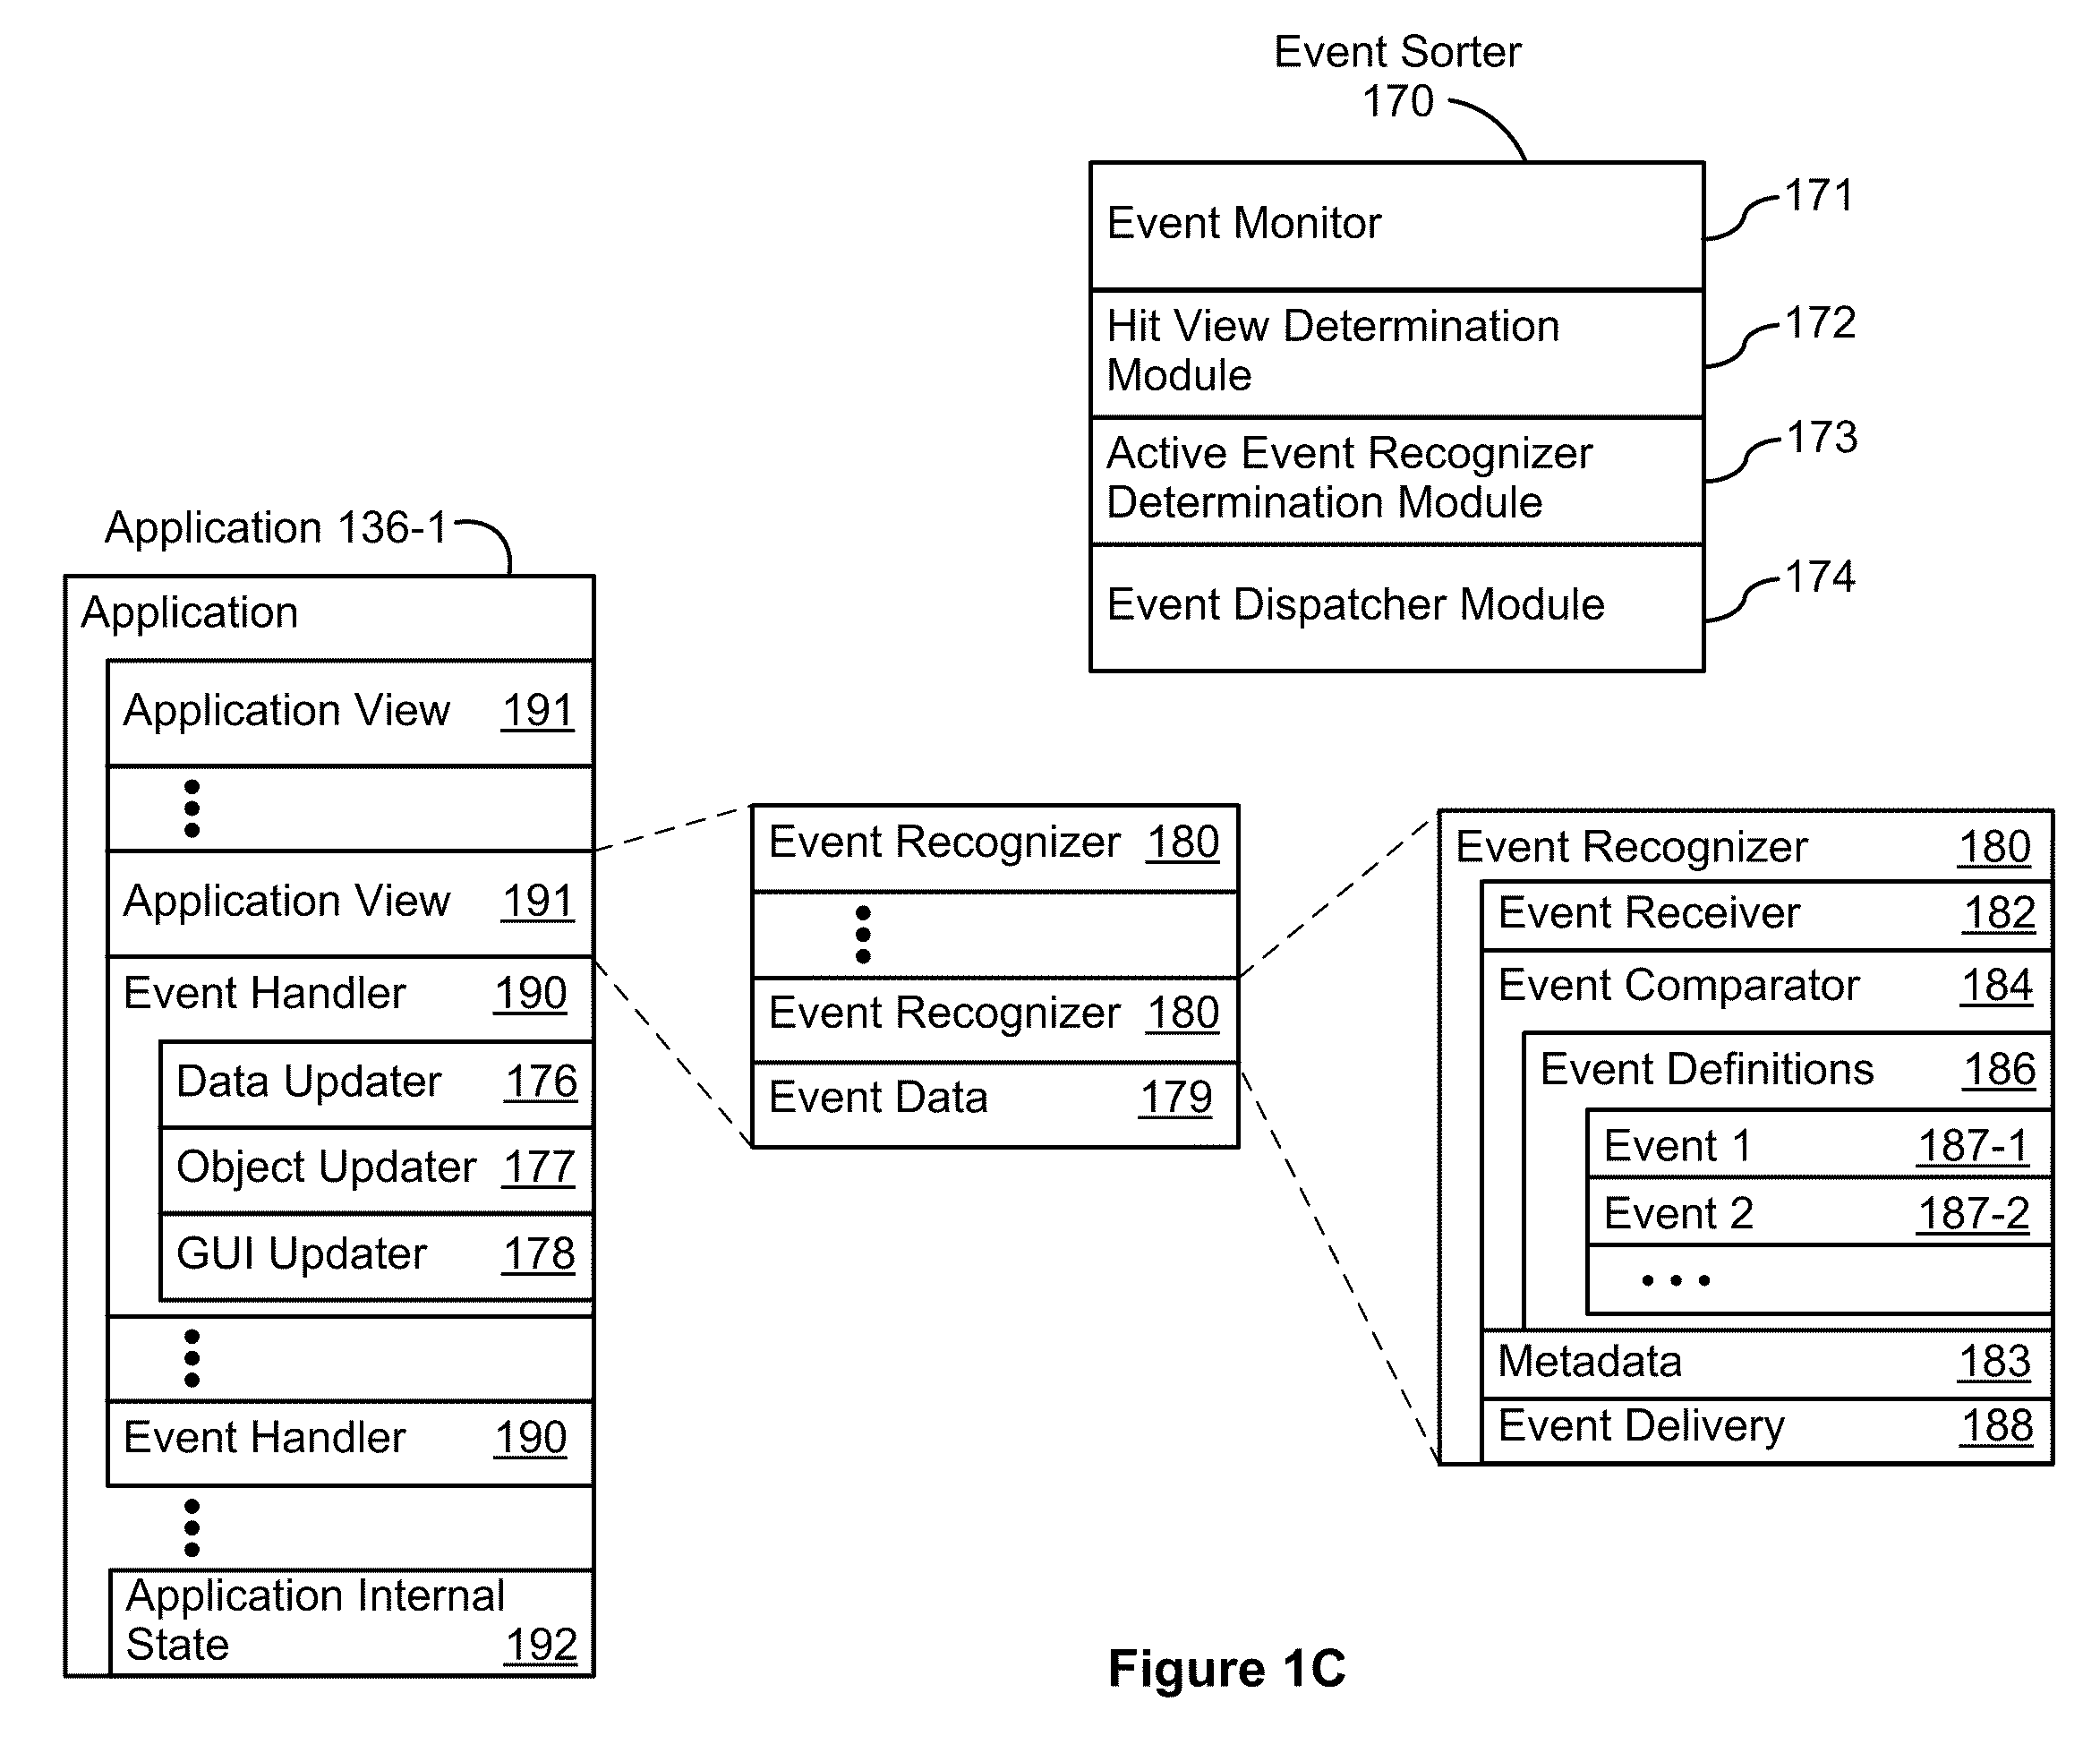 Event Sorter
170
Event Monitor
171
Hit View Determination
Module
172
Active Event Recognizer
Determination Module
173
Event Dispatcher Module
174
Application 136-1
Application
Application View 191
Application View 191
Event Handler 190
Data Updater 176
Object Updater 177
GUI Updater 178
Event Handler 190
Application Internal
State 192
Event Recognizer 180
Event Recognizer 180
Event Data 179
Event Recognizer 180
Event Receiver 182
Event Comparator 184
Event Definitions 186
Event 1 187-1
Event 2 187-2
• • •
Metadata 183
Event Delivery 188
Figure 1C